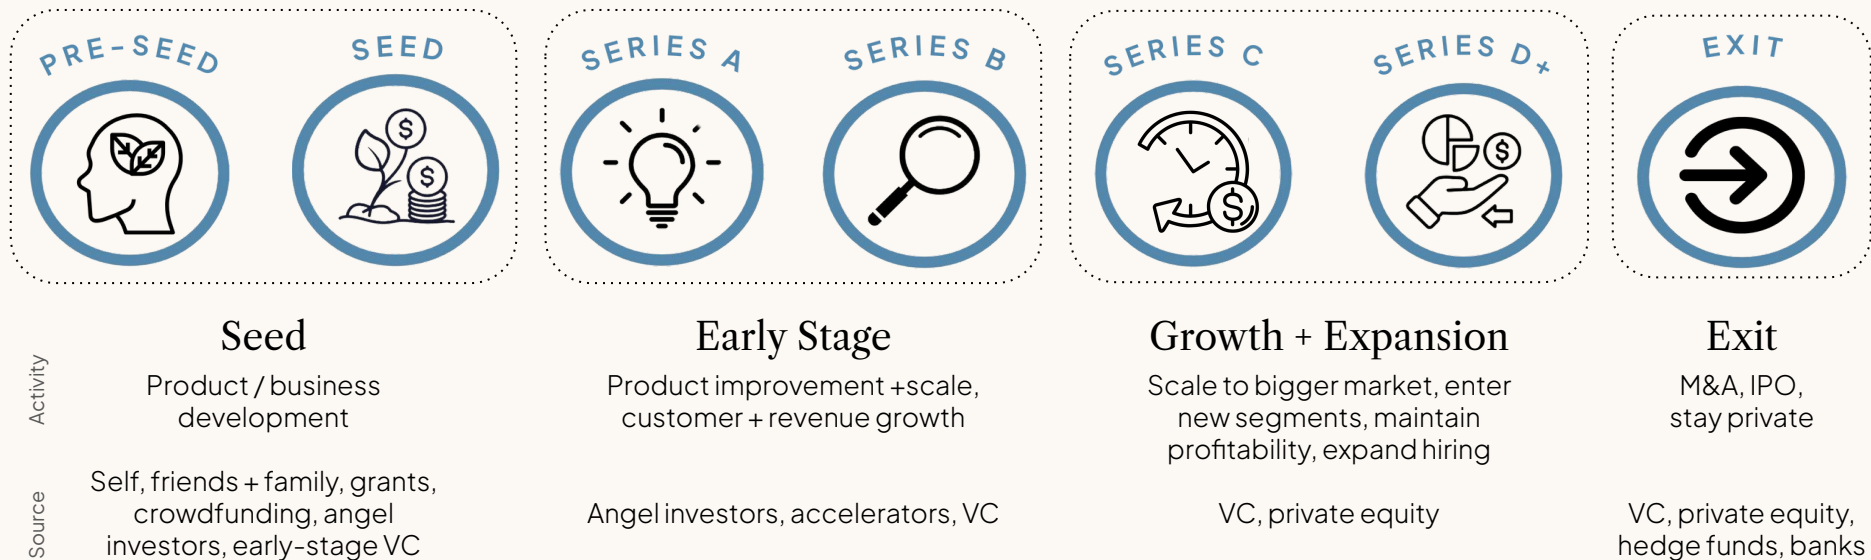 PRE-SEED
SEED
SERIES A
SERIES B
SERIES C
SERIES D+
EXIT
Seed
Early Stage
Growth + Expansion
Exit
Activity
Product / business
development
Product improvement +scale,
customer + revenue growth
Scale to bigger market, enter
new segments, maintain
profitability, expand hiring
M&A, IPO,
stay private
Source
Self, friends + family, grants,
crowdfunding, angel
investors, early-stage VC
Angel investors, accelerators, VC
VC, private equity
VC, private equity,
hedge funds, banks